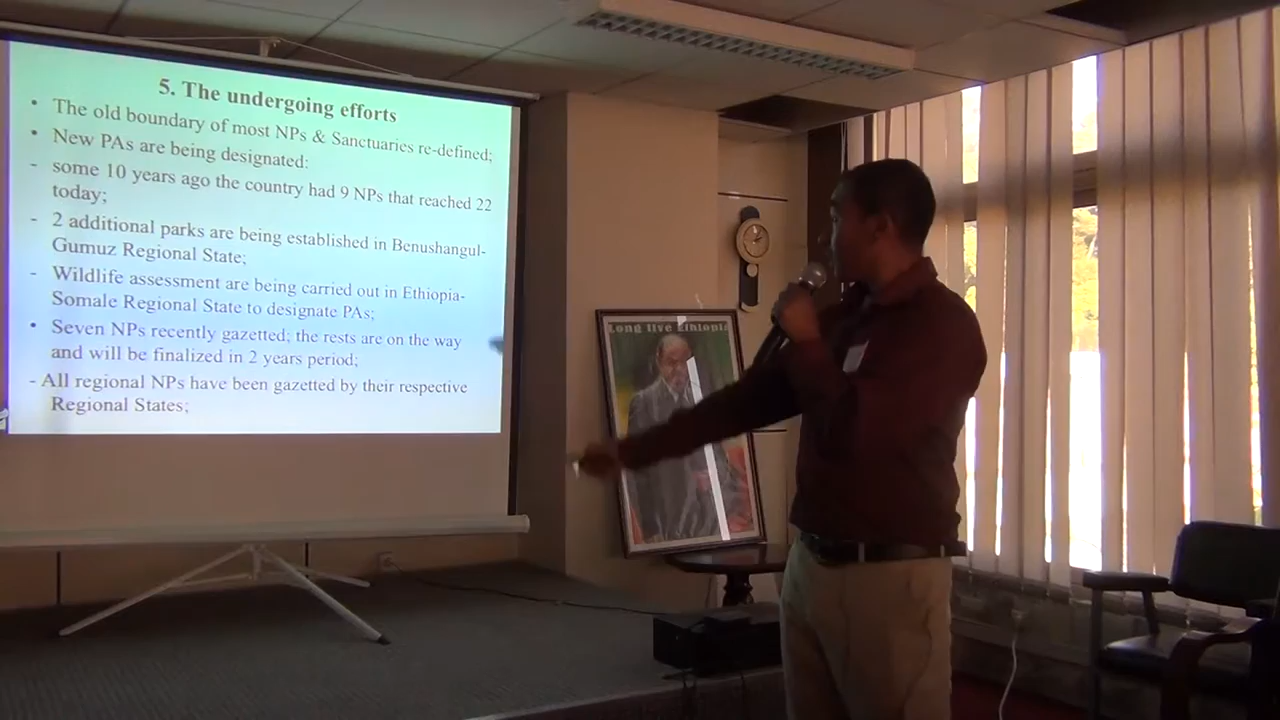 5. The undergoing efforts
• The old boundary of most NPs & Sanctuaries re-defined;
• New PAs are being designated:
- some 10 years ago the country had 9 NPs that reached 22
today;
- 2 additional parks are being established in Benushangul-
Gumuz Regional State;
- Wildlife assessment are being carried out in Ethiopia-
Somale Regional State to designate PAs;
• Seven NPs recently gazetted; the rests are on the way
and will be finalized in 2 years period;
- All regional NPs have been gazetted by their respective
Regional States;
Long live Ethiopia